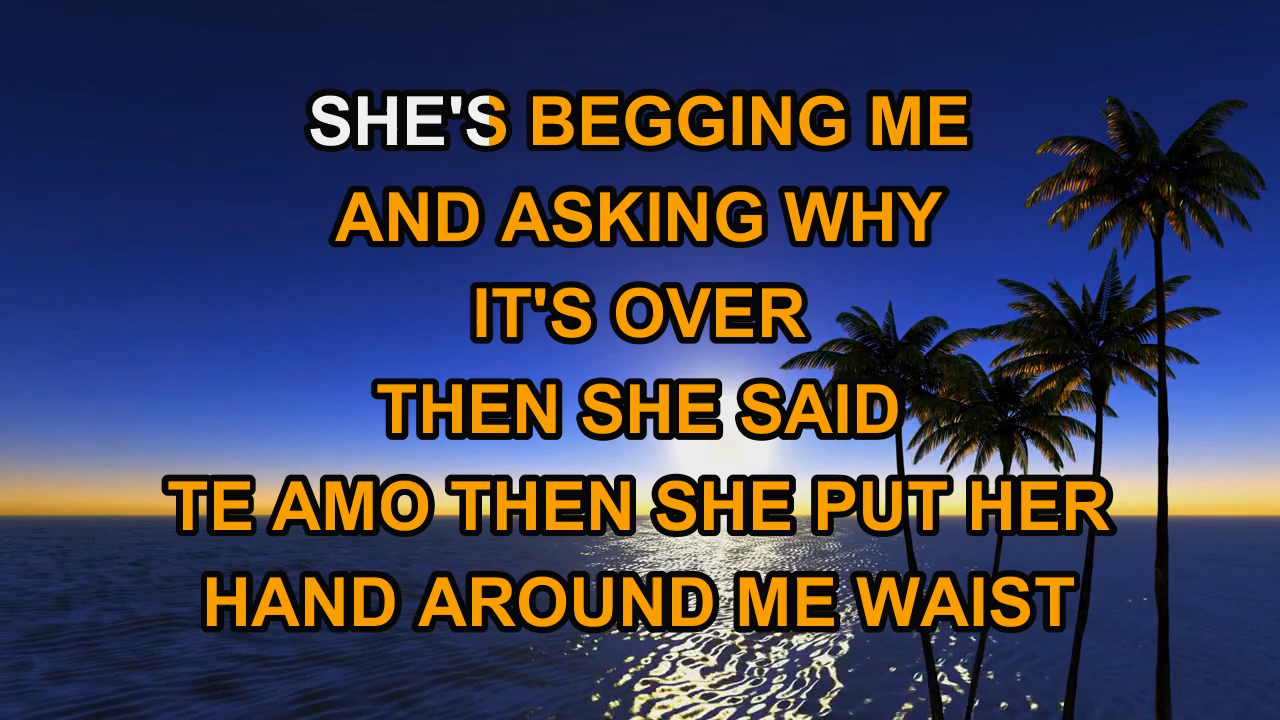 SHE'S BEGGING ME
AND ASKING WHY
IT'S OVER
THEN SHE SAID
TE AMO THEN SHE PUT HER
HAND AROUND ME WAIST